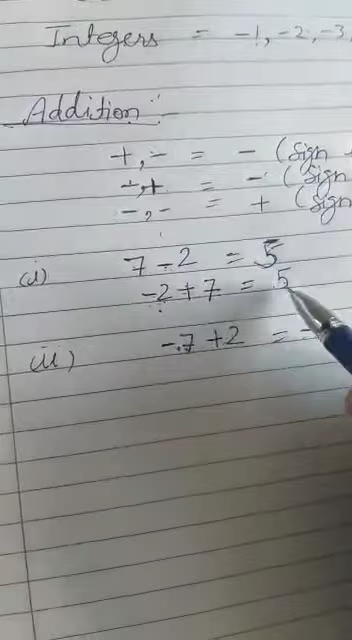 Integers = -1, -2, -3,
Addition :-
+, - = - (Sign
-, + = - (Sign
-, - = + (Sign
(i) 7 - 2 = 5
-2 + 7 = 5
(ii) -7 + 2 = -